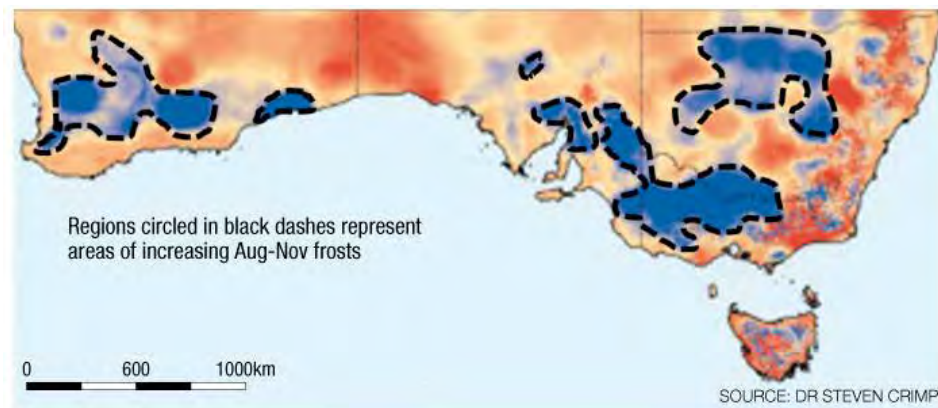 Regions circled in black dashes represent
areas of increasing Aug-Nov frosts
0 600 1000km
SOURCE: DR STEVEN CRIMP